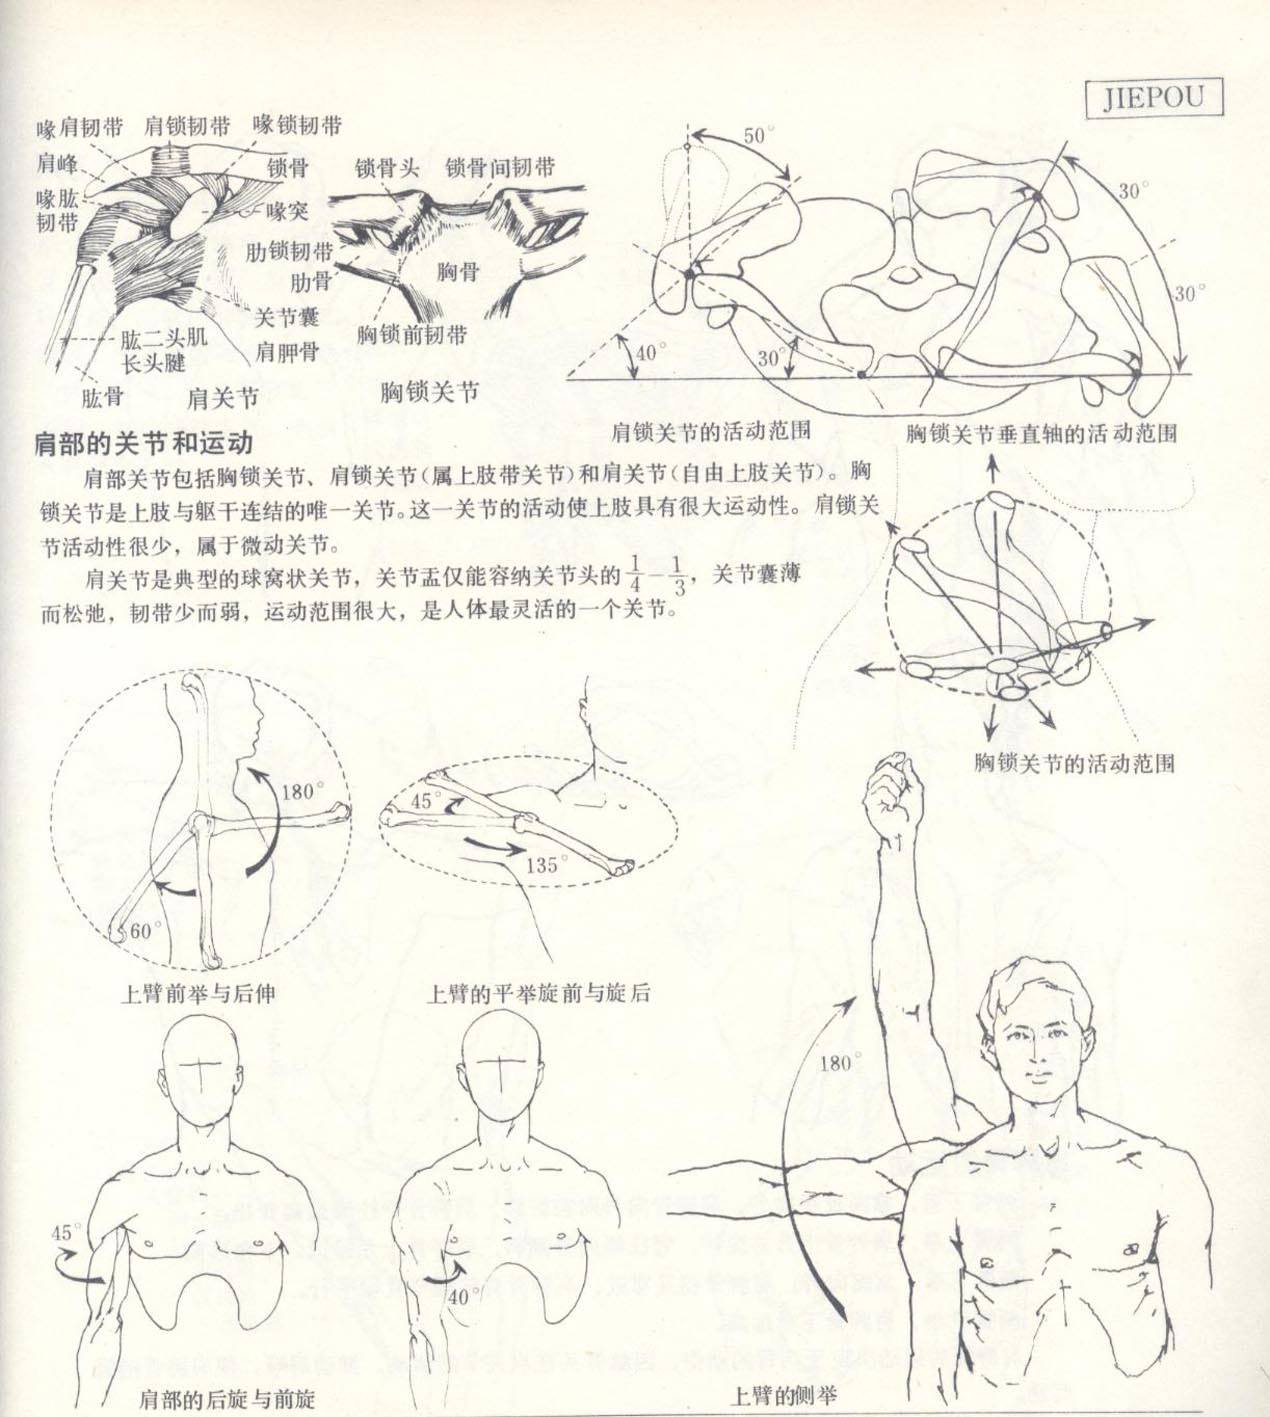 JIEPOU
喙肩韧带 肩锁韧带 喙锁韧带
肩峰
锁骨
喙肱
韧带
喙突
关节囊
肱二头肌
长头腱
肩胛骨
肱骨
肩关节
锁骨头 锁骨间韧带
肋锁韧带
肋骨
胸骨
胸锁前韧带
胸锁关节
50°
40°
30°
肩锁关节的活动范围
30°
30°
胸锁关节垂直轴的活动范围
肩部的关节和运动
肩部关节包括胸锁关节、肩锁关节(属上肢带关节)和肩关节(自由上肢关节)。胸
锁关节是上肢与躯干连结的唯一关节。这一关节的活动使上肢具有很大运动性。肩锁关
节活动性很少，属于微动关节。
肩关节是典型的球窝状关节，关节盂仅能容纳关节头的1/4－1/3，关节囊薄
而松弛，韧带少而弱，运动范围很大，是人体最灵活的一个关节。
胸锁关节的活动范围
180°
60°
上臂前举与后伸
45°
135°
上臂的平举旋前与旋后
45°
40°
肩部的后旋与前旋
180°
上臂的侧举